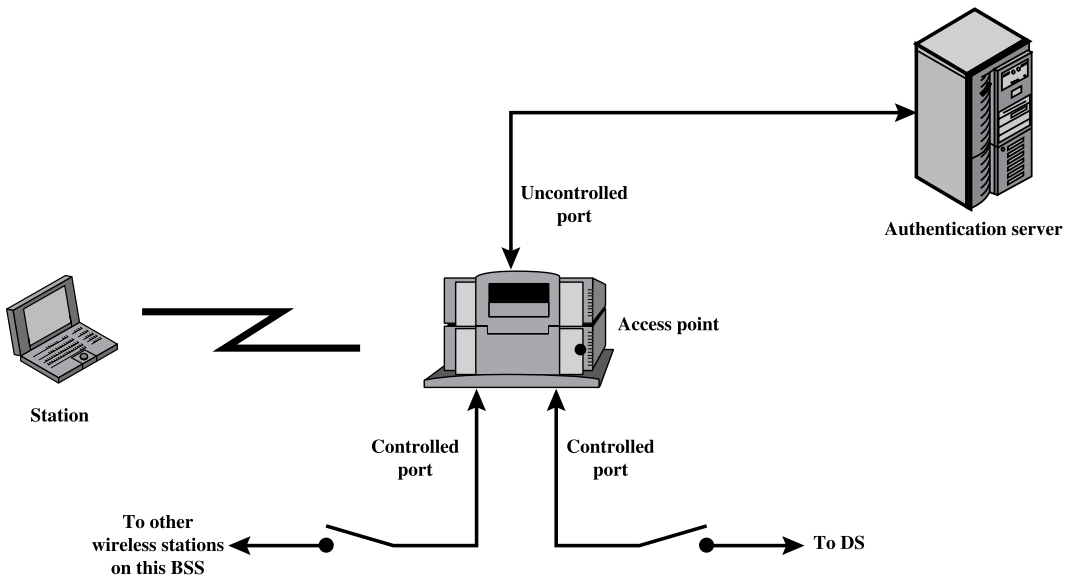 Uncontrolled
port
Authentication server
Access point
Station
Controlled
port
Controlled
port
To other
wireless stations
on this BSS
To DS